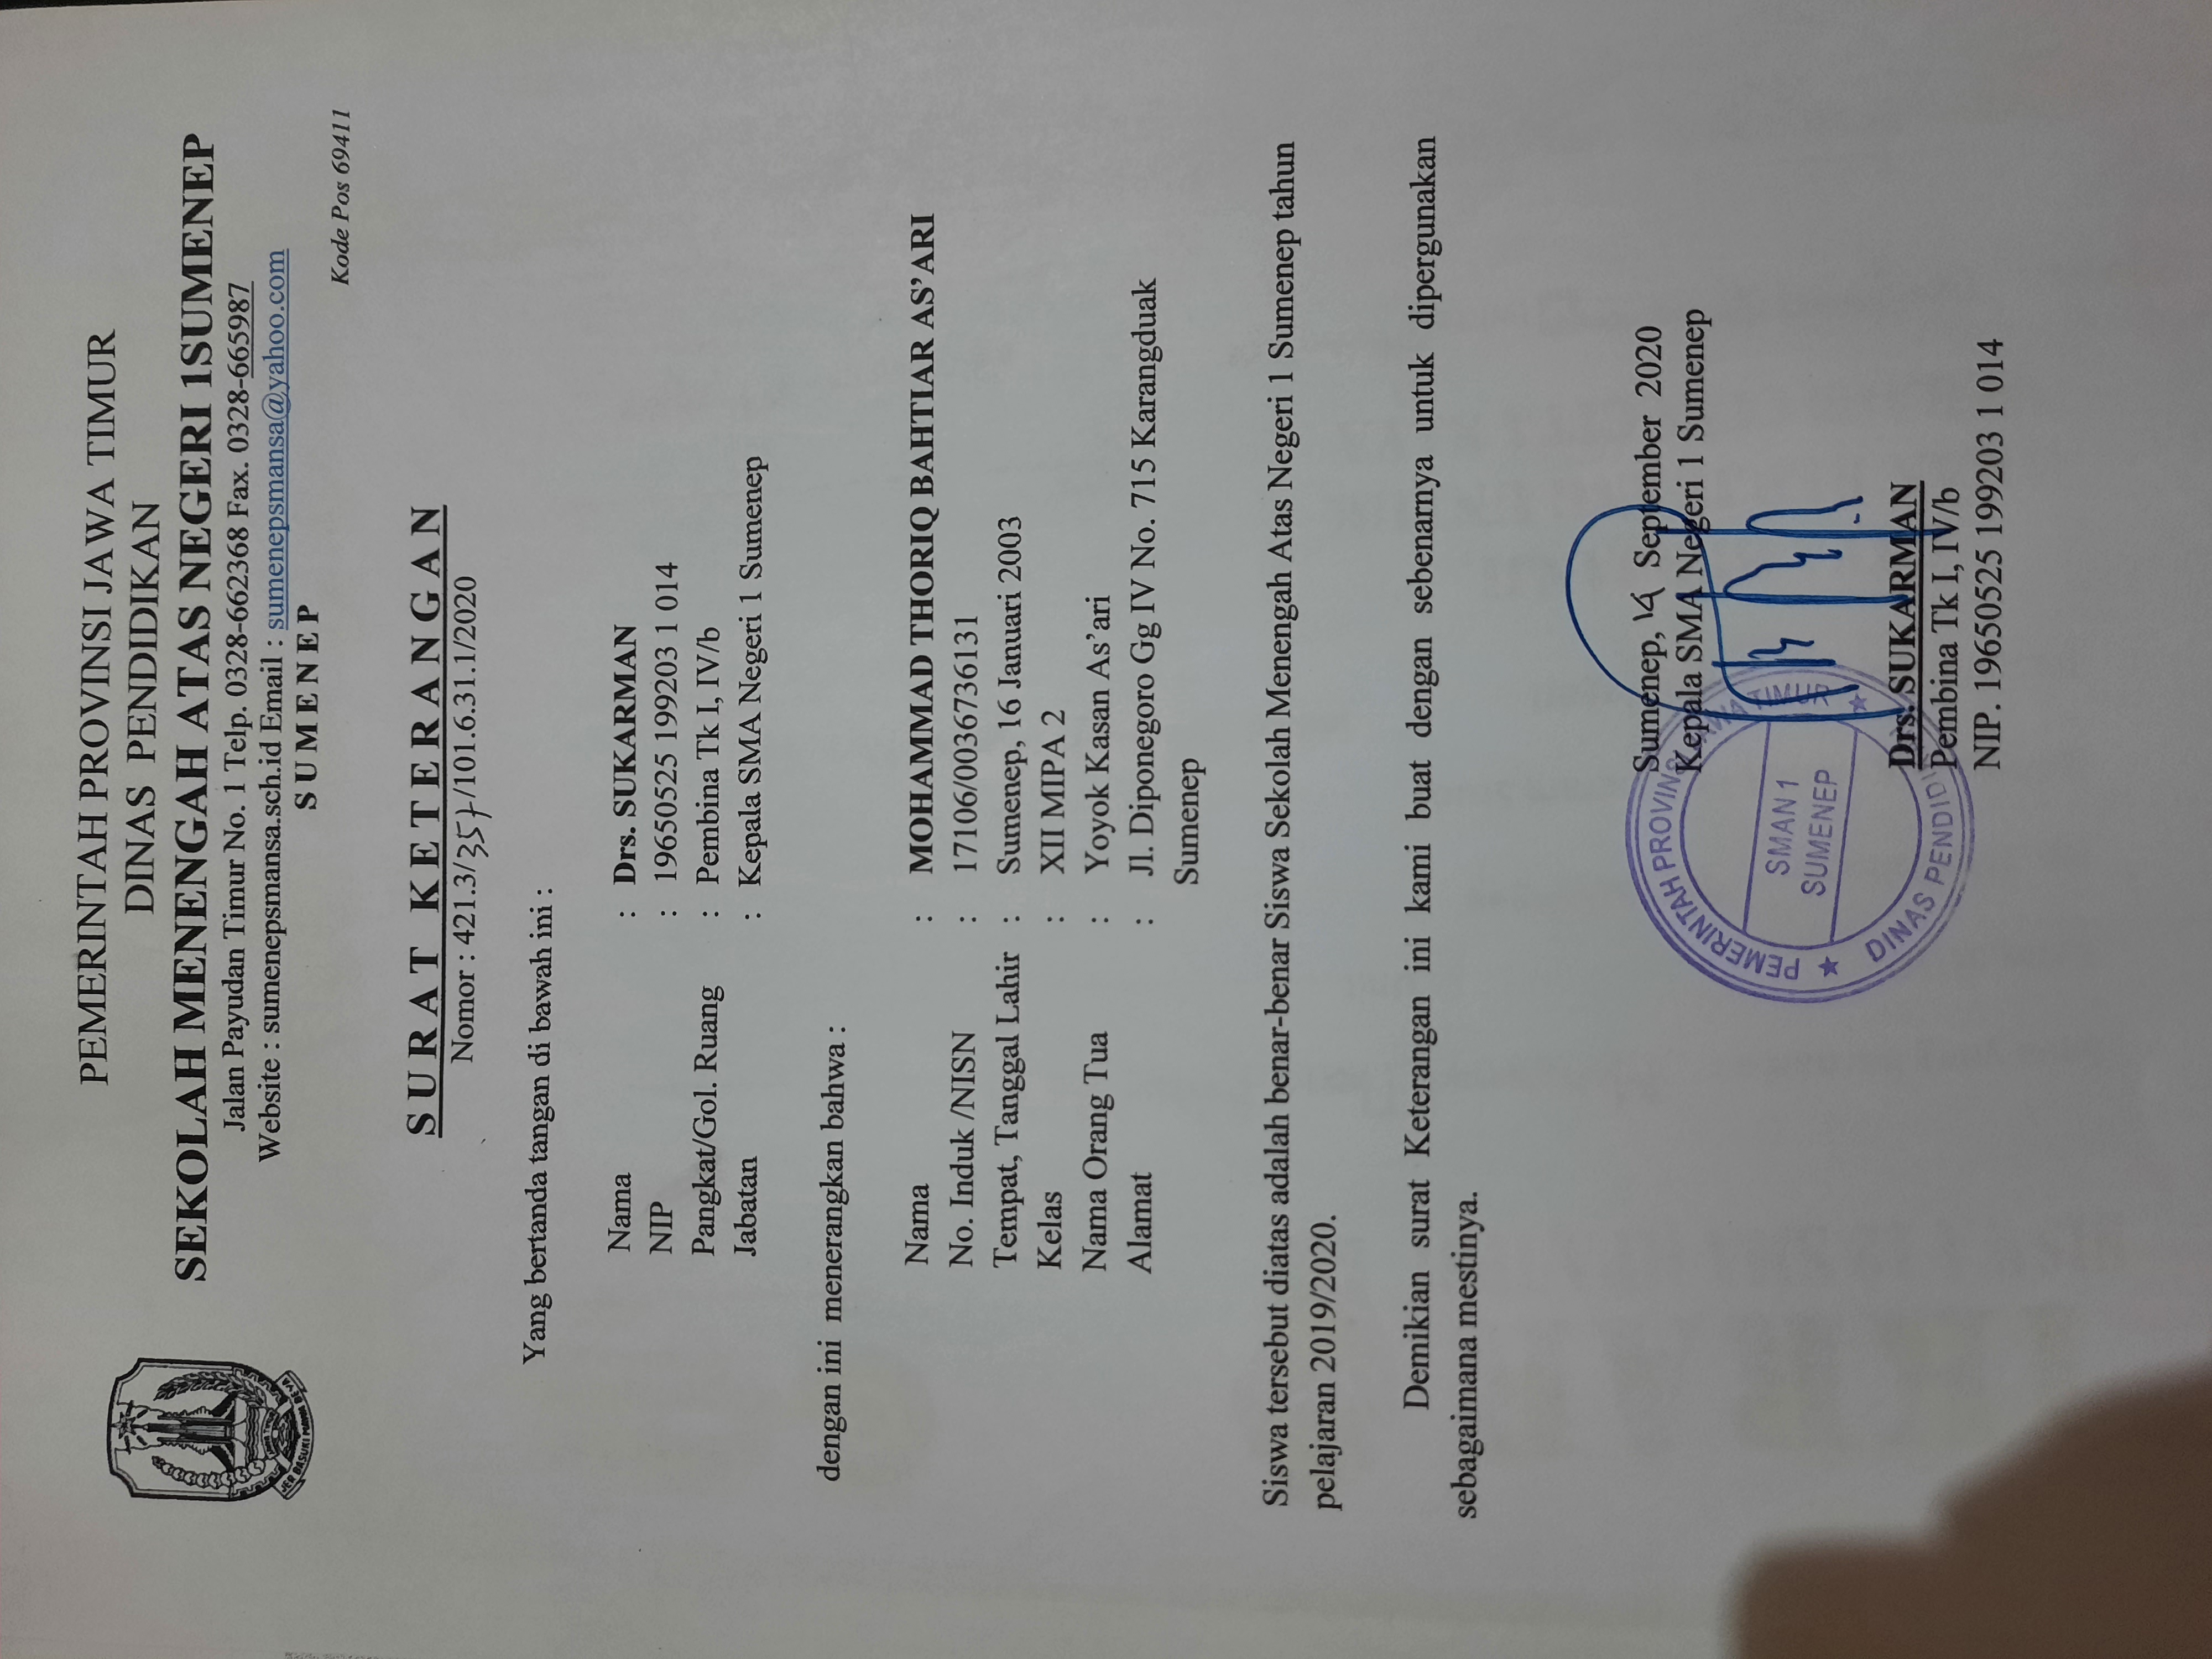 PEMERINTAH PROVINSI JAWA TIMUR
DINAS PENDIDIKAN
SEKOLAH MENENGAH ATAS NEGERI 1SUMENEP
Jalan Payudan Timur No. 1 Telp. 0328-662368 Fax. 0328-665987
Website : sumenepsmansa.sch.id Email : sumenepsmansa@yahoo.com
SUMENEP
Kode Pos 69411
JAWA TIMUR
JER BASUKI MAWA BEYA
SURAT KETERANGAN
Nomor : 421.3/357/101.6.31.1/2020
Yang bertanda tangan di bawah ini :
Nama : Drs. SUKARMAN
NIP : 19650525 199203 1 014
Pangkat/Gol. Ruang : Pembina Tk I, IV/b
Jabatan : Kepala SMA Negeri 1 Sumenep
dengan ini menerangkan bahwa :
Nama : MOHAMMAD THORIQ BAHTIAR AS’ARI
No. Induk /NISN : 17106/0036736131
Tempat, Tanggal Lahir : Sumenep, 16 Januari 2003
Kelas : XII MIPA 2
Nama Orang Tua : Yoyok Kasan As’ari
Alamat : Jl. Diponegoro Gg IV No. 715 Karangduak
Sumenep
Siswa tersebut diatas adalah benar-benar Siswa Sekolah Menengah Atas Negeri 1 Sumenep tahun
pelajaran 2019/2020.
Demikian surat Keterangan ini kami buat dengan sebenarnya untuk dipergunakan
sebagaimana mestinya.
Sumenep, 14 September 2020
Kepala SMA Negeri 1 Sumenep
PEMERINTAH PROVINSI JAWA TIMUR
SMAN 1
SUMENEP
DINAS PENDIDIKAN
Drs. SUKARMAN
Pembina Tk I, IV/b
NIP. 19650525 199203 1 014